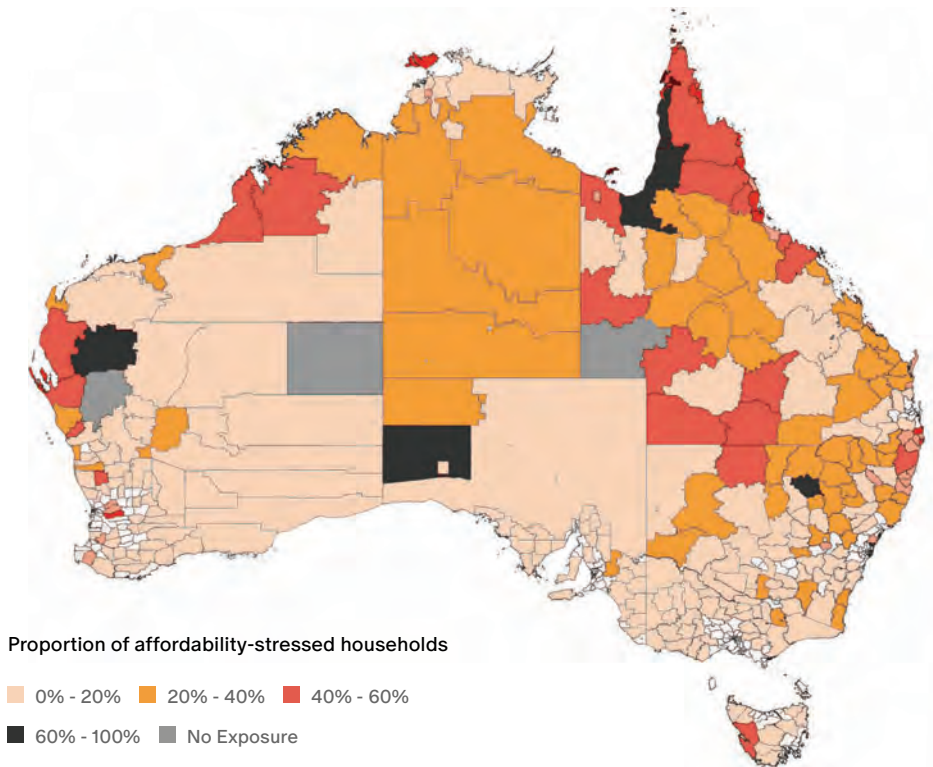 Proportion of affordability-stressed households
0% - 20% 20% - 40% 40% - 60%
60% - 100% No Exposure